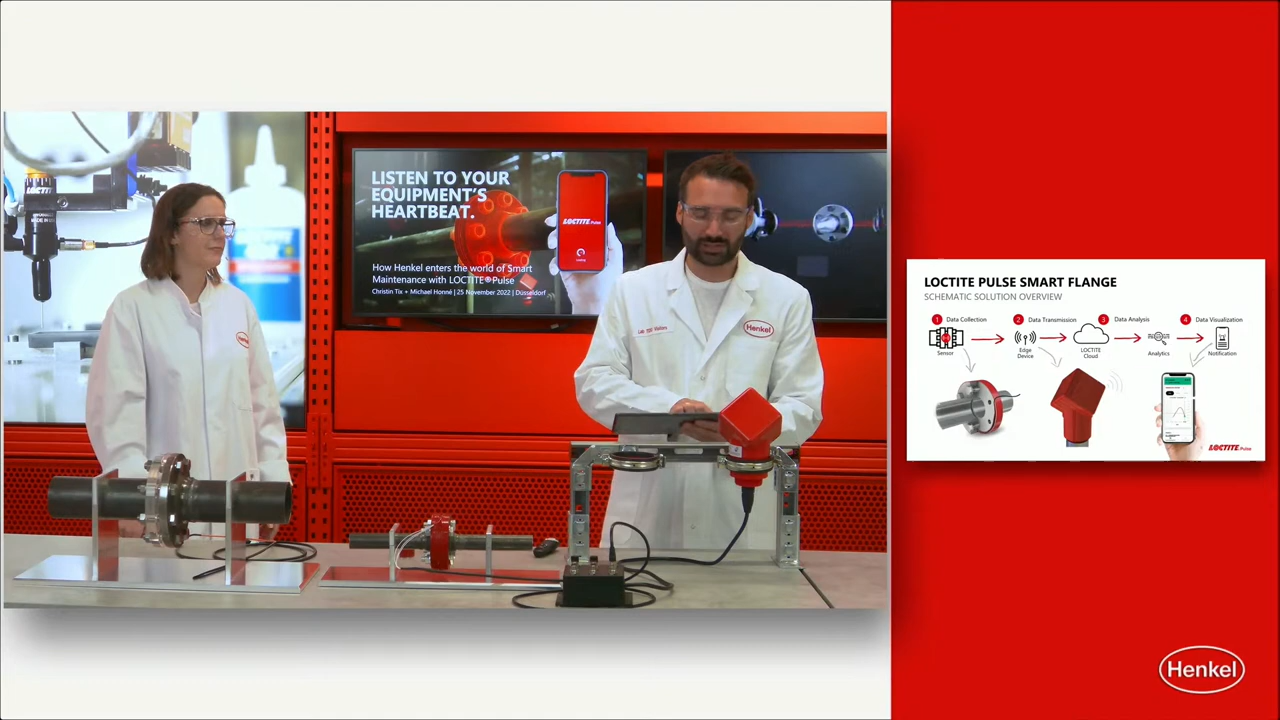 LOCTITE
LISTEN TO YOUR
EQUIPMENT'S
HEARTBEAT.
LOCTITE Pulse
How Henkel enters the world of Smart
Maintenance with LOCTITE® Pulse
Christin Tix • Michael Honné | 25 November 2022 | Düsseldorf
Henkel
Henkel
LOCTITE PULSE SMART FLANGE
SCHEMATIC SOLUTION OVERVIEW
1 Data Collection
2 Data Transmission
3 Data Analysis
4 Data Visualization
Sensor
Edge
Device
LOCTITE
Cloud
Analytics
Notification
LOCTITE Pulse
Henkel